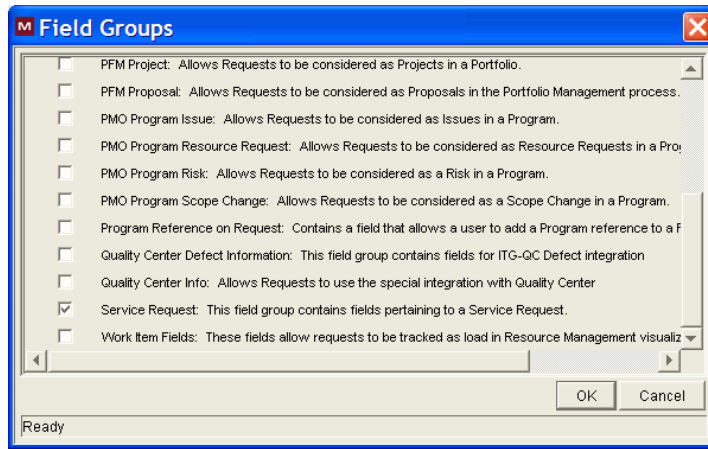 M Field Groups
PFM Project: Allows Requests to be considered as Projects in a Portfolio.
PFM Proposal: Allows Requests to be considered as Proposals in the Portfolio Management process.
PMO Program Issue: Allows Requests to be considered as Issues in a Program.
PMO Program Resource Request: Allows Requests to be considered as Resource Requests in a Pro
PMO Program Risk: Allows Requests to be considered as a Risk in a Program.
PMO Program Scope Change: Allows Requests to be considered as a Scope Change in a Program.
Program Reference on Request: Contains a field that allows a user to add a Program reference to a
Quality Center Defect Information: This field group contains fields for ITG-QC Defect integration
Quality Center Info: Allows Requests to use the special integration with Quality Center
Service Request: This field group contains fields pertaining to a Service Request.
Work Item Fields: These fields allow requests to be tracked as load in Resource Management visualiz
OK Cancel
Ready